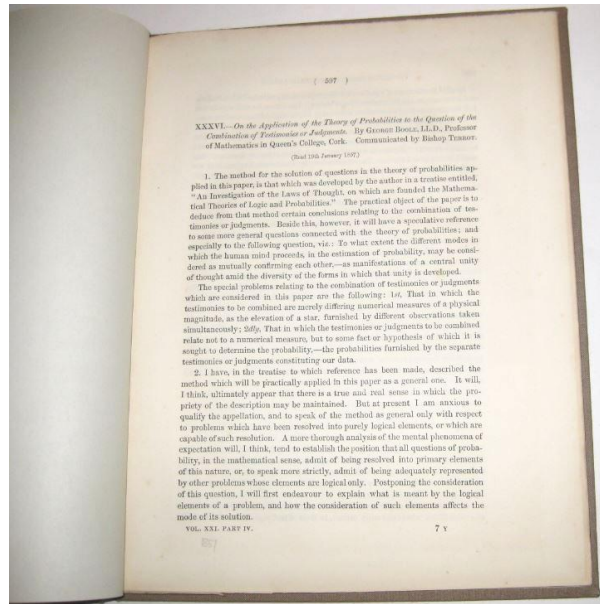 ( 597 )
XXXVI.—On the Application of the Theory of Probabilities to the Question of the
Combination of Testimonies or Judgments. By GEORGE BOOLE, LL.D., Professor
of Mathematics in Queen's College, Cork. Communicated by Bishop TERROT.
(Read 19th January 1857.)
1. The method for the solution of questions in the theory of probabilities ap-
plied in this paper, is that which was developed by the author in a treatise entitled,
"An Investigation of the Laws of Thought, on which are founded the Mathema-
tical Theories of Logic and Probabilities." The practical object of the paper is to
deduce from that method certain conclusions relating to the combination of tes-
timonies or judgments. Beside this, however, it will have a speculative reference
to some more general questions connected with the theory of probabilities; and
especially to the following question, viz.: To what extent the different modes in
which the human mind proceeds, in the estimation of probability, may be consi-
dered as mutually confirming each other,—as manifestations of a central unity
of thought amid the diversity of the forms in which that unity is developed.
The special problems relating to the combination of testimonies or judgments
which are considered in this paper are the following: 1st, That in which the
testimonies to be combined are merely differing numerical measures of a physical
magnitude, as the elevation of a star, furnished by different observations taken
simultaneously; 2dly, That in which the testimonies or judgments to be combined
relate not to a numerical measure, but to some fact or hypothesis of which it is
sought to determine the probability,—the probabilities furnished by the separate
testimonies or judgments constituting our data.
2. I have, in the treatise to which reference has been made, described the
method which will be practically applied in this paper as a general one. It will,
I think, ultimately appear that there is a true and real sense in which the pro-
priety of the description may be maintained. But at present I am anxious to
qualify the appellation, and to speak of the method as general only with respect
to problems which have been resolved into purely logical elements, or which are
capable of such resolution. A more thorough analysis of the mental phenomena of
expectation will, I think, tend to establish the position that all questions of proba-
bility, in the mathematical sense, admit of being resolved into primary elements
of this nature, or, to speak more strictly, admit of being adequately represented
by other problems whose elements are logical only. Postponing the consideration
of this question, I will first endeavour to explain what is meant by the logical
elements of a problem, and how the consideration of such elements affects the
mode of its solution.
VOL. XXI. PART IV. 7 Y